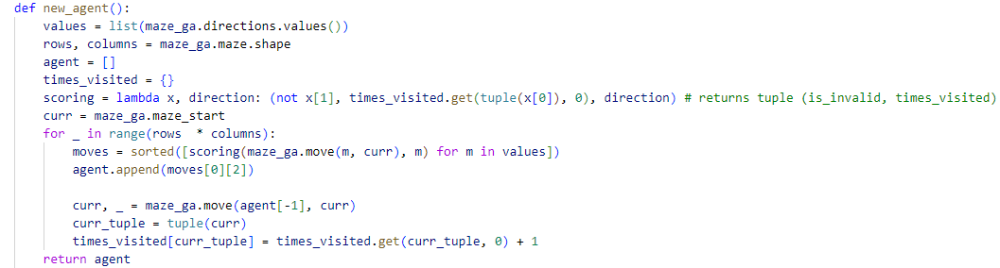 def new_agent():
    values = list(maze_ga.directions.values())
    rows, columns = maze_ga.maze.shape
    agent = []
    times_visited = {}
    scoring = lambda x, direction: (not x[1], times_visited.get(tuple(x[0]), 0), direction) # returns tuple (is_invalid, times_visited)
    curr = maze_ga.maze_start
    for _ in range(rows  * columns):
        moves = sorted([scoring(maze_ga.move(m, curr), m) for m in values])
        agent.append(moves[0][2])

        curr, _ = maze_ga.move(agent[-1], curr)
        curr_tuple = tuple(curr)
        times_visited[curr_tuple] = times_visited.get(curr_tuple, 0) + 1
    return agent